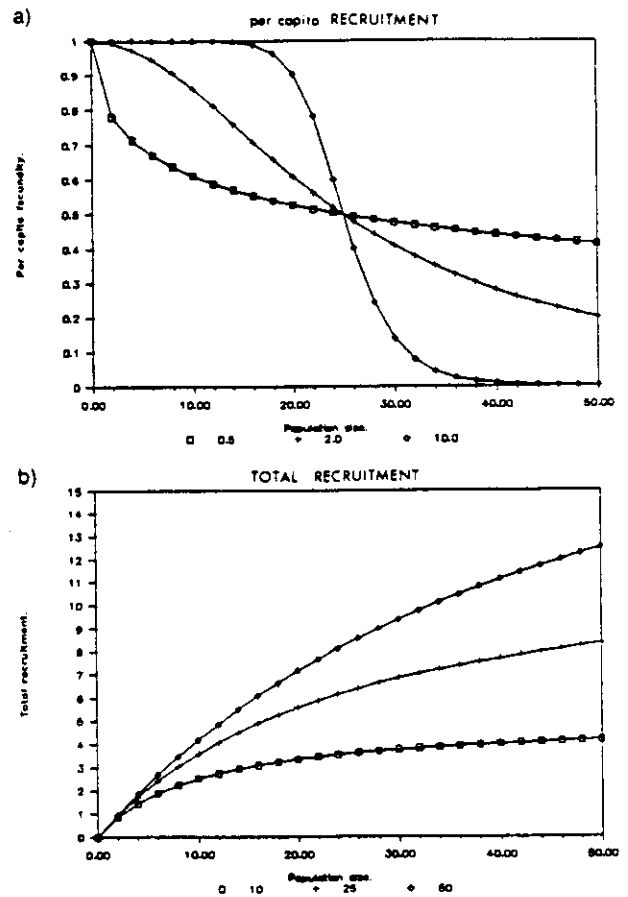 a)
per capita RECRUITMENT
1
0.9
0.8
0.7
0.6
0.5
0.4
0.3
0.2
0.1
0
Per capita fecundity.
0.00 10.00 20.00 30.00 40.00 50.00
Population size.
0.5 2.0 10.0
b)
TOTAL RECRUITMENT
15
14
13
12
11
10
9
8
7
6
5
4
3
2
1
0
Total recruitment.
0.00 10.00 20.00 30.00 40.00 50.00
Population size.
10 25 50